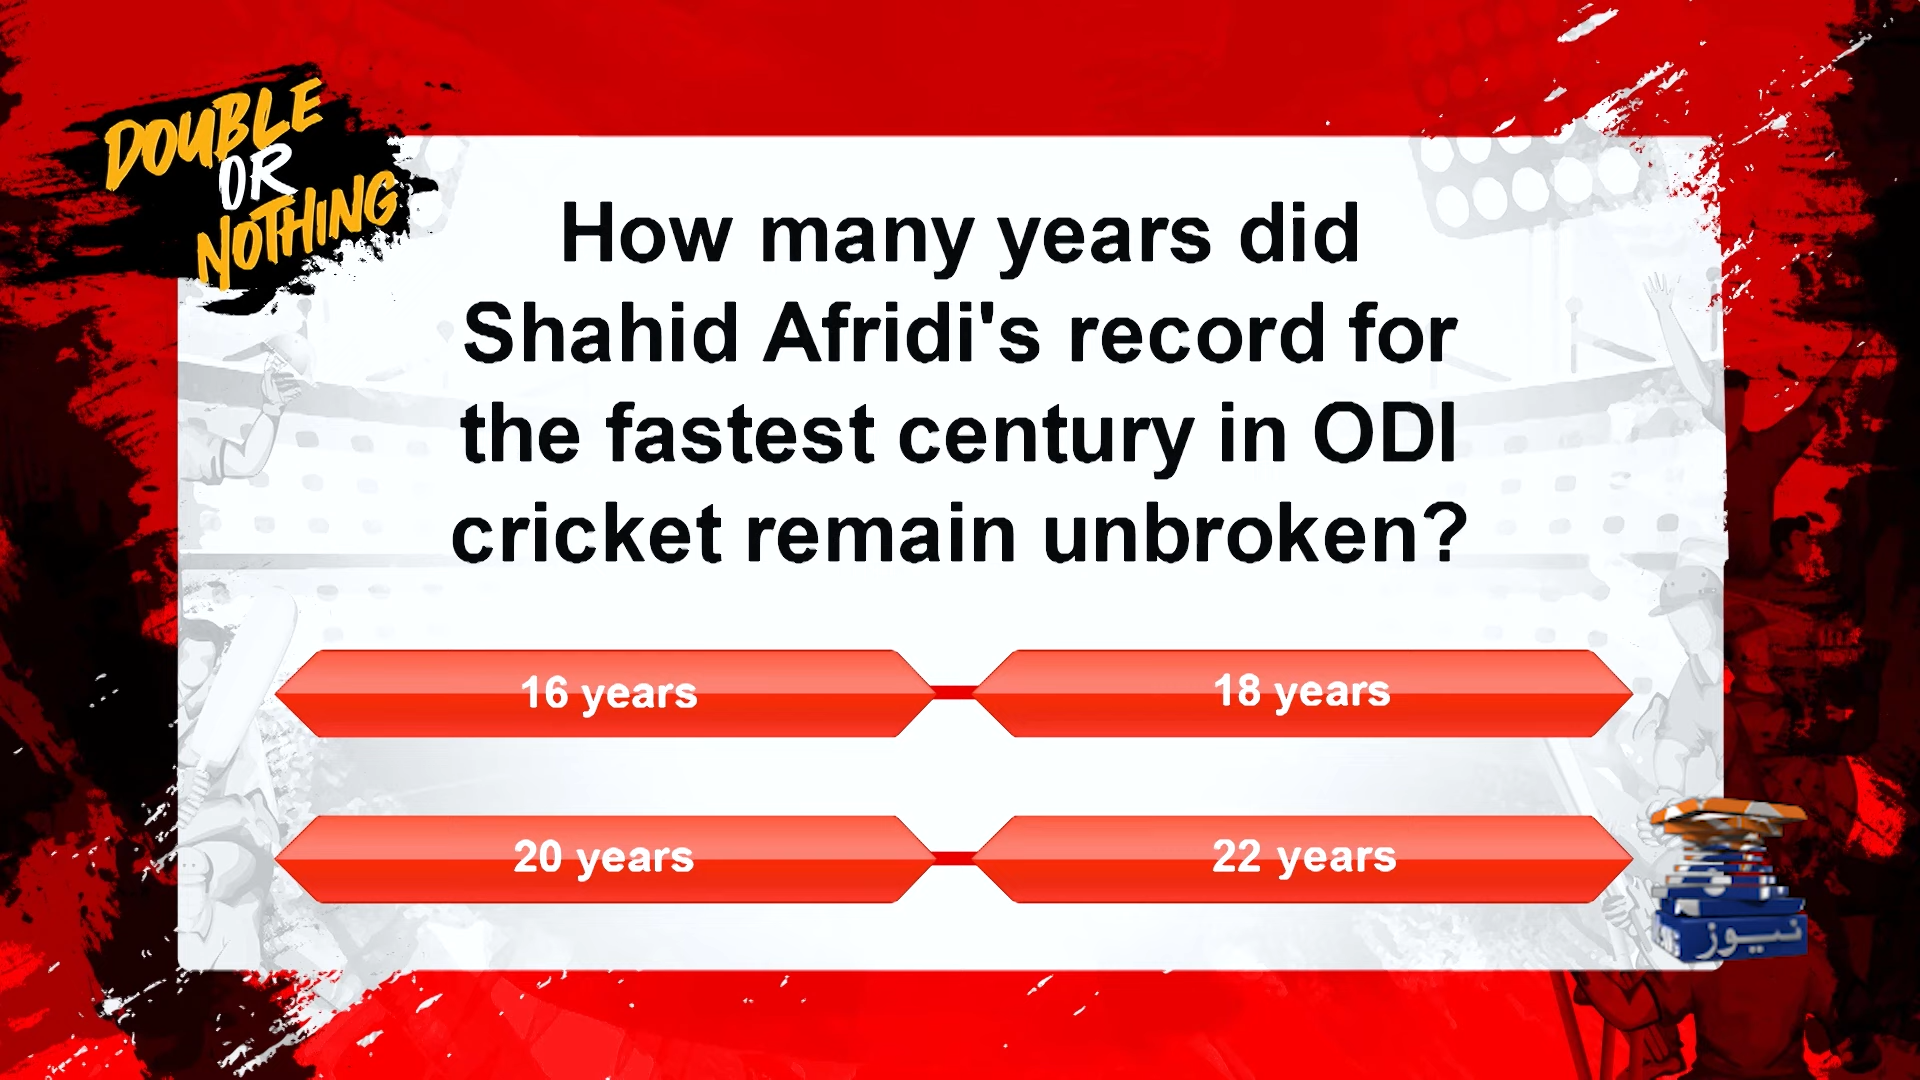 DOUBLE
OR
NOTHING
How many years did
Shahid Afridi's record for
the fastest century in ODI
cricket remain unbroken?
16 years
18 years
20 years
22 years
نیوز